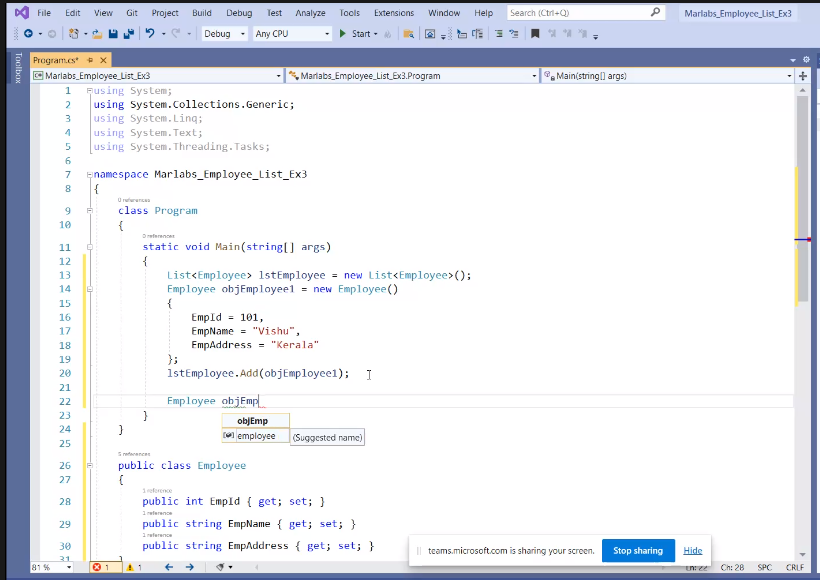 File Edit View Git Project Build Debug Test Analyze Tools Extensions Window Help Search (Ctrl+Q) Marlabs_Employee_List_Ex3
Debug Any CPU Start
Toolbox
Program.cs*
Marlabs_Employee_List_Ex3 Marlabs_Employee_List_Ex3.Program Main(string[] args)
1 using System;
2 using System.Collections.Generic;
3 using System.Linq;
4 using System.Text;
5 using System.Threading.Tasks;
6
7 namespace Marlabs_Employee_List_Ex3
8 {
0 references
9 class Program
10 {
0 references
11 static void Main(string[] args)
12 {
13 List<Employee> lstEmployee = new List<Employee>();
14 Employee objEmployee1 = new Employee()
15 {
16 EmpId = 101,
17 EmpName = "Vishu",
18 EmpAddress = "Kerala"
19 };
20 lstEmployee.Add(objEmployee1);
21
22 Employee objEmp
23 }
objEmp
24 }
employee (Suggested name)
25
5 references
26 public class Employee
27 {
1 reference
28 public int EmpId { get; set; }
1 reference
29 public string EmpName { get; set; }
1 reference
30 public string EmpAddress { get; set; }
31 }
teams.microsoft.com is sharing your screen. Stop sharing Hide
81 % 1 1 Ln: 22 Ch: 28 SPC CRLF